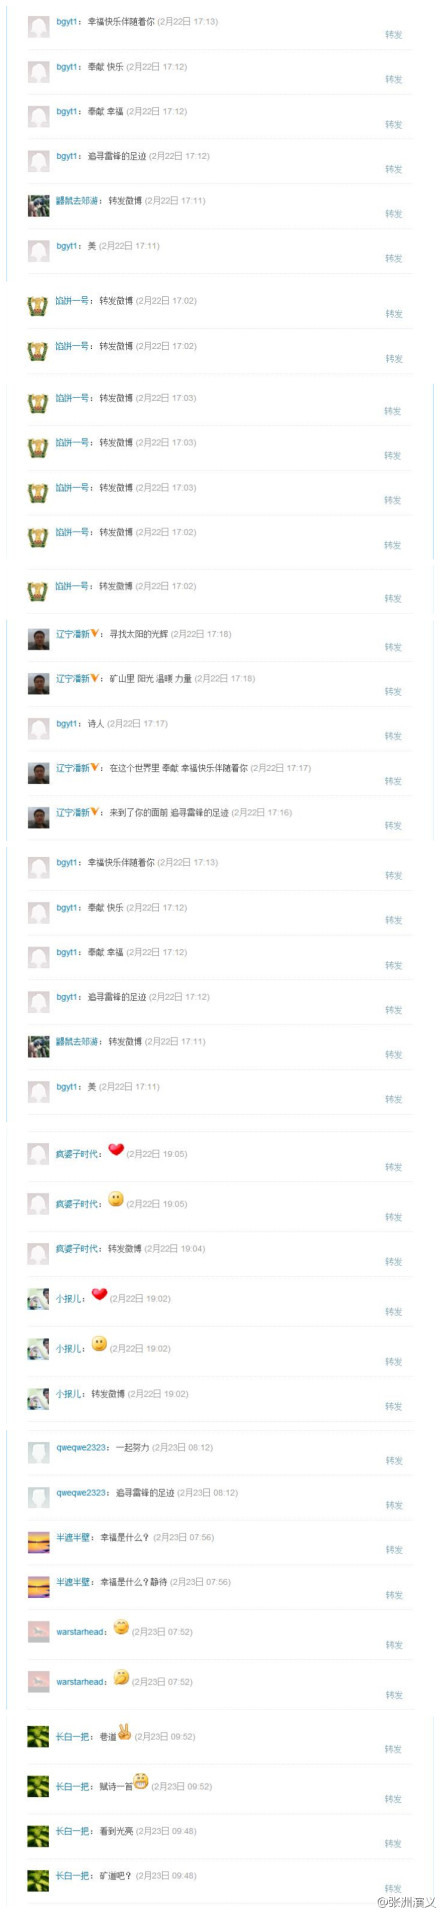 bgyt1：幸福快乐伴随着你 (2月22日 17:13)
转发
bgyt1：奉献 快乐 (2月22日 17:12)
转发
bgyt1：奉献 幸福 (2月22日 17:12)
转发
bgyt1：追寻雷锋的足迹 (2月22日 17:12)
转发
鼹鼠去郊游：转发微博 (2月22日 17:11)
转发
bgyt1：美 (2月22日 17:11)
转发
馅饼一号：转发微博 (2月22日 17:02)
转发
馅饼一号：转发微博 (2月22日 17:02)
转发
馅饼一号：转发微博 (2月22日 17:03)
转发
馅饼一号：转发微博 (2月22日 17:03)
转发
馅饼一号：转发微博 (2月22日 17:03)
转发
馅饼一号：转发微博 (2月22日 17:02)
转发
馅饼一号：转发微博 (2月22日 17:02)
转发
辽宁潘新V：寻找太阳的光辉 (2月22日 17:18)
转发
辽宁潘新V：矿山里 阳光 温暖 力量 (2月22日 17:18)
转发
bgyt1：诗人 (2月22日 17:17)
转发
辽宁潘新V：在这个世界里 奉献 幸福快乐伴随着你 (2月22日 17:17)
转发
辽宁潘新V：来到了你的面前 追寻雷锋的足迹 (2月22日 17:16)
转发
bgyt1：幸福快乐伴随着你 (2月22日 17:13)
转发
bgyt1：奉献 快乐 (2月22日 17:12)
转发
bgyt1：奉献 幸福 (2月22日 17:12)
转发
bgyt1：追寻雷锋的足迹 (2月22日 17:12)
转发
鼹鼠去郊游：转发微博 (2月22日 17:11)
转发
bgyt1：美 (2月22日 17:11)
转发
疯婆子时代： (2月22日 19:05)
转发
疯婆子时代： (2月22日 19:05)
转发
疯婆子时代：转发微博 (2月22日 19:04)
转发
小报儿： (2月22日 19:02)
转发
小报儿： (2月22日 19:02)
转发
小报儿：转发微博 (2月22日 19:02)
转发
qweqwe2323：一起努力 (2月23日 08:12)
转发
qweqwe2323：追寻雷锋的足迹 (2月23日 08:12)
转发
半遮半壁：幸福是什么？ (2月23日 07:56)
转发
半遮半壁：幸福是什么？静待 (2月23日 07:56)
转发
warstarhead： (2月23日 07:52)
转发
warstarhead： (2月23日 07:52)
转发
长白一把：巷道 (2月23日 09:52)
转发
长白一把：赋诗一首 (2月23日 09:52)
转发
长白一把：看到光亮 (2月23日 09:48)
转发
长白一把：矿道吧？ (2月23日 09:48)
转发
@张洲演义